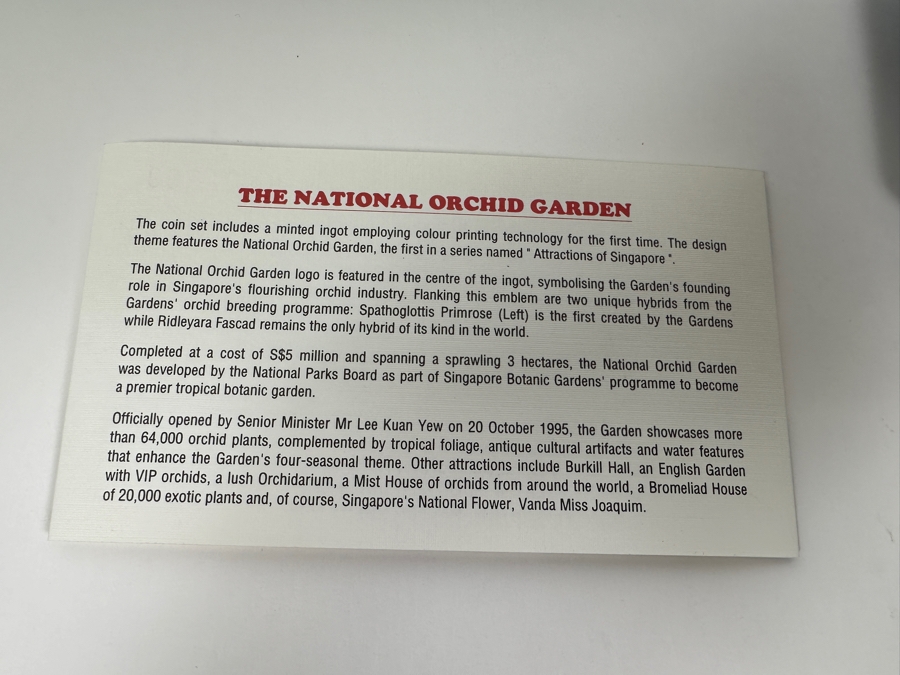 THE NATIONAL ORCHID GARDEN
The coin set includes a minted ingot employing colour printing technology for the first time. The design
theme features the National Orchid Garden, the first in a series named " Attractions of Singapore ".
The National Orchid Garden logo is featured in the centre of the ingot, symbolising the Garden's founding
role in Singapore's flourishing orchid industry. Flanking this emblem are two unique hybrids from the
Gardens' orchid breeding programme: Spathoglottis Primrose (Left) is the first created by the Gardens
while Ridleyara Fascad remains the only hybrid of its kind in the world.
Completed at a cost of S$5 million and spanning a sprawling 3 hectares, the National Orchid Garden
was developed by the National Parks Board as part of Singapore Botanic Gardens' programme to become
a premier tropical botanic garden.
Officially opened by Senior Minister Mr Lee Kuan Yew on 20 October 1995, the Garden showcases more
than 64,000 orchid plants, complemented by tropical foliage, antique cultural artifacts and water features
that enhance the Garden's four-seasonal theme. Other attractions include Burkill Hall, an English Garden
with VIP orchids, a lush Orchidarium, a Mist House of orchids from around the world, a Bromeliad House
of 20,000 exotic plants and, of course, Singapore's National Flower, Vanda Miss Joaquim.